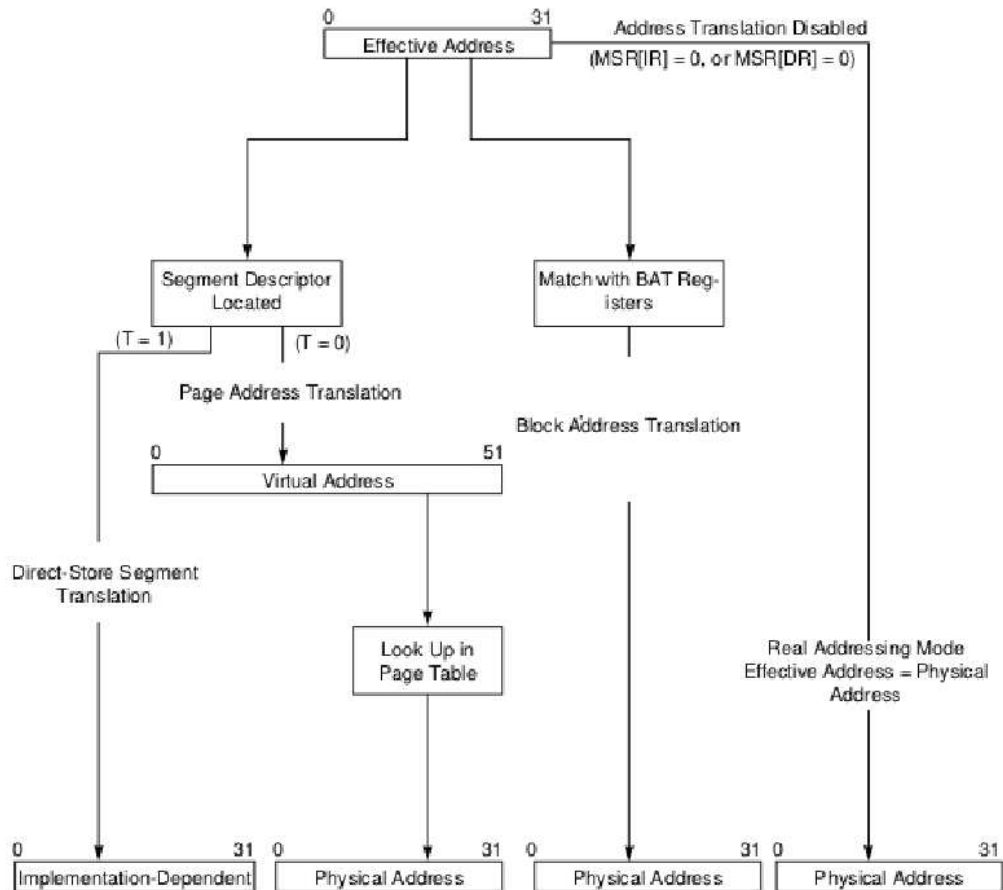 0 31
Address Translation Disabled
Effective Address
(MSR[IR] = 0, or MSR[DR] = 0)
Segment Descriptor
Located
Match with BAT Reg-
isters
(T = 1)
(T = 0)
Page Address Translation
Block Address Translation
0 51
Virtual Address
Direct-Store Segment
Translation
Look Up in
Page Table
Real Addressing Mode
Effective Address = Physical
Address
0 31 0 31 0 31 0 31
Implementation-Dependent Physical Address Physical Address Physical Address